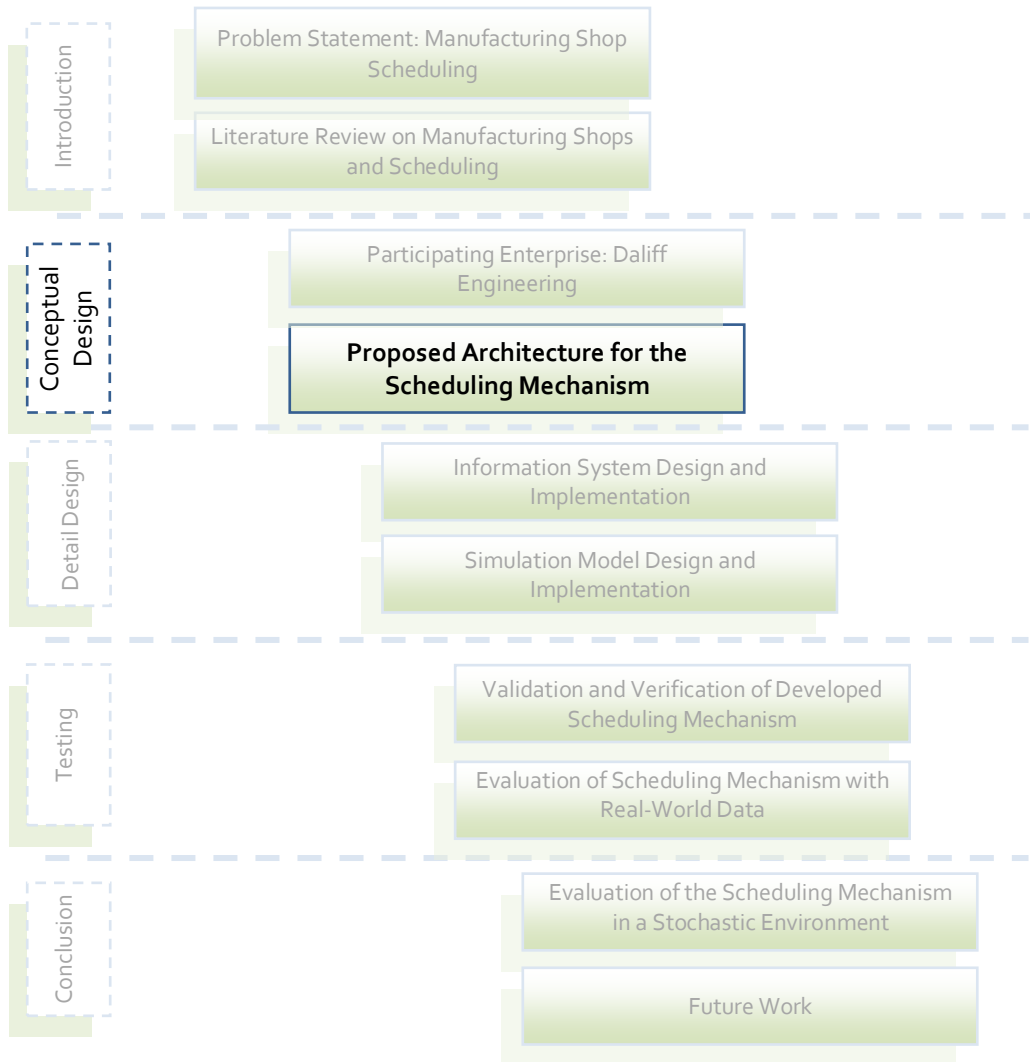 Introduction
Problem Statement: Manufacturing Shop
Scheduling
Literature Review on Manufacturing Shops
and Scheduling
Conceptual
Design
Participating Enterprise: Daliff
Engineering
Proposed Architecture for the
Scheduling Mechanism
Detail Design
Information System Design and
Implementation
Simulation Model Design and
Implementation
Testing
Validation and Verification of Developed
Scheduling Mechanism
Evaluation of Scheduling Mechanism with
Real-World Data
Conclusion
Evaluation of the Scheduling Mechanism
in a Stochastic Environment
Future Work